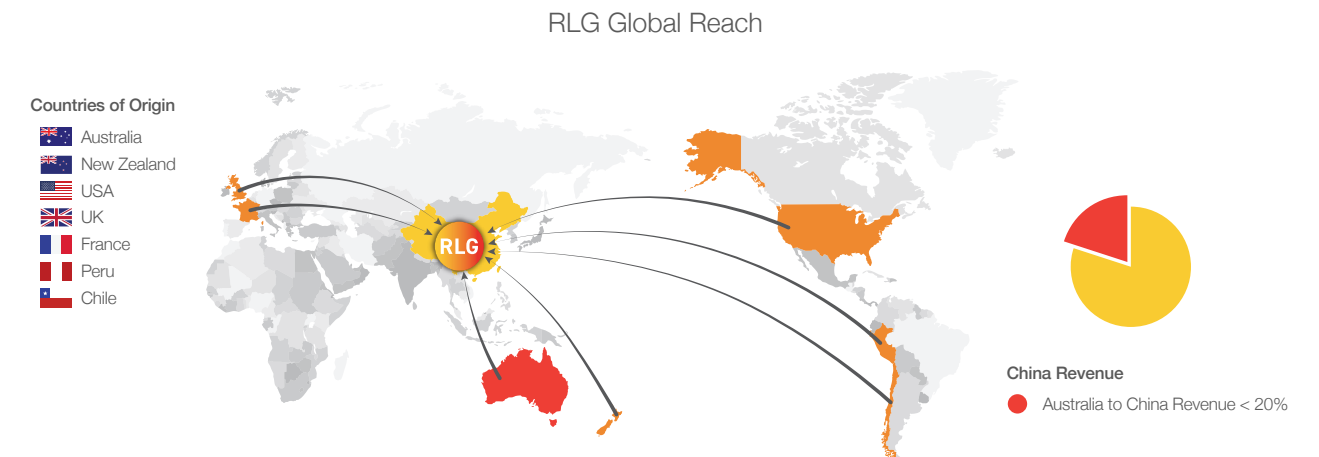 RLG Global Reach
Countries of Origin
Australia
New Zealand
USA
UK
France
Peru
Chile
RLG
China Revenue
Australia to China Revenue < 20%